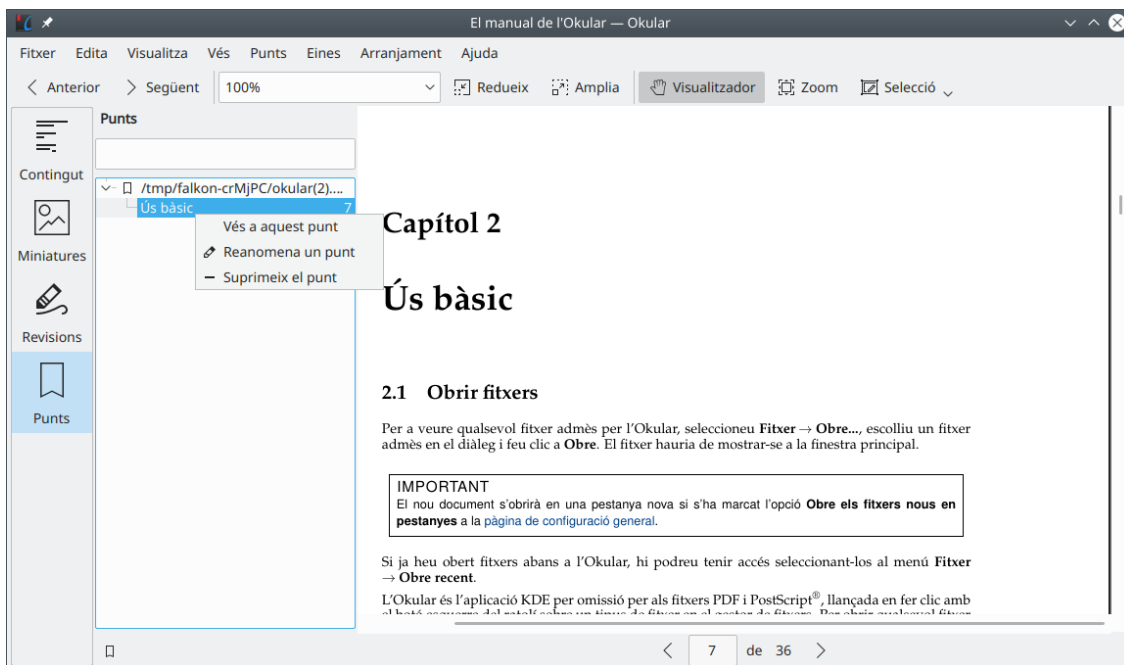 El manual de l'Okular — Okular
Fitxer Edita Visualitza Vés Punts Eines Arranjament Ajuda
Anterior Següent 100% Redueix Amplia Visualitzador Zoom Selecció
Contingut
Miniatures
Revisions
Punts
Punts
/tmp/falkon-crMjPC/okular(2)....
Ús bàsic 7
Vés a aquest punt
Reanomena un punt
Suprimeix el punt
Capítol 2
Ús bàsic
2.1 Obrir fitxers
Per a veure qualsevol fitxer admès per l'Okular, seleccioneu Fitxer → Obre..., escolliu un fitxer
admès en el diàleg i feu clic a Obre. El fitxer hauria de mostrar-se a la finestra principal.
IMPORTANT
El nou document s'obrirà en una pestanya nova si s'ha marcat l'opció Obre els fitxers nous en
pestanyes a la pàgina de configuració general.
Si ja heu obert fitxers abans a l'Okular, hi podreu tenir accés seleccionant-los al menú Fitxer
→ Obre recent.
L'Okular és l'aplicació KDE per omissió per als fitxers PDF i PostScript®, llançada en fer clic amb
7 de 36